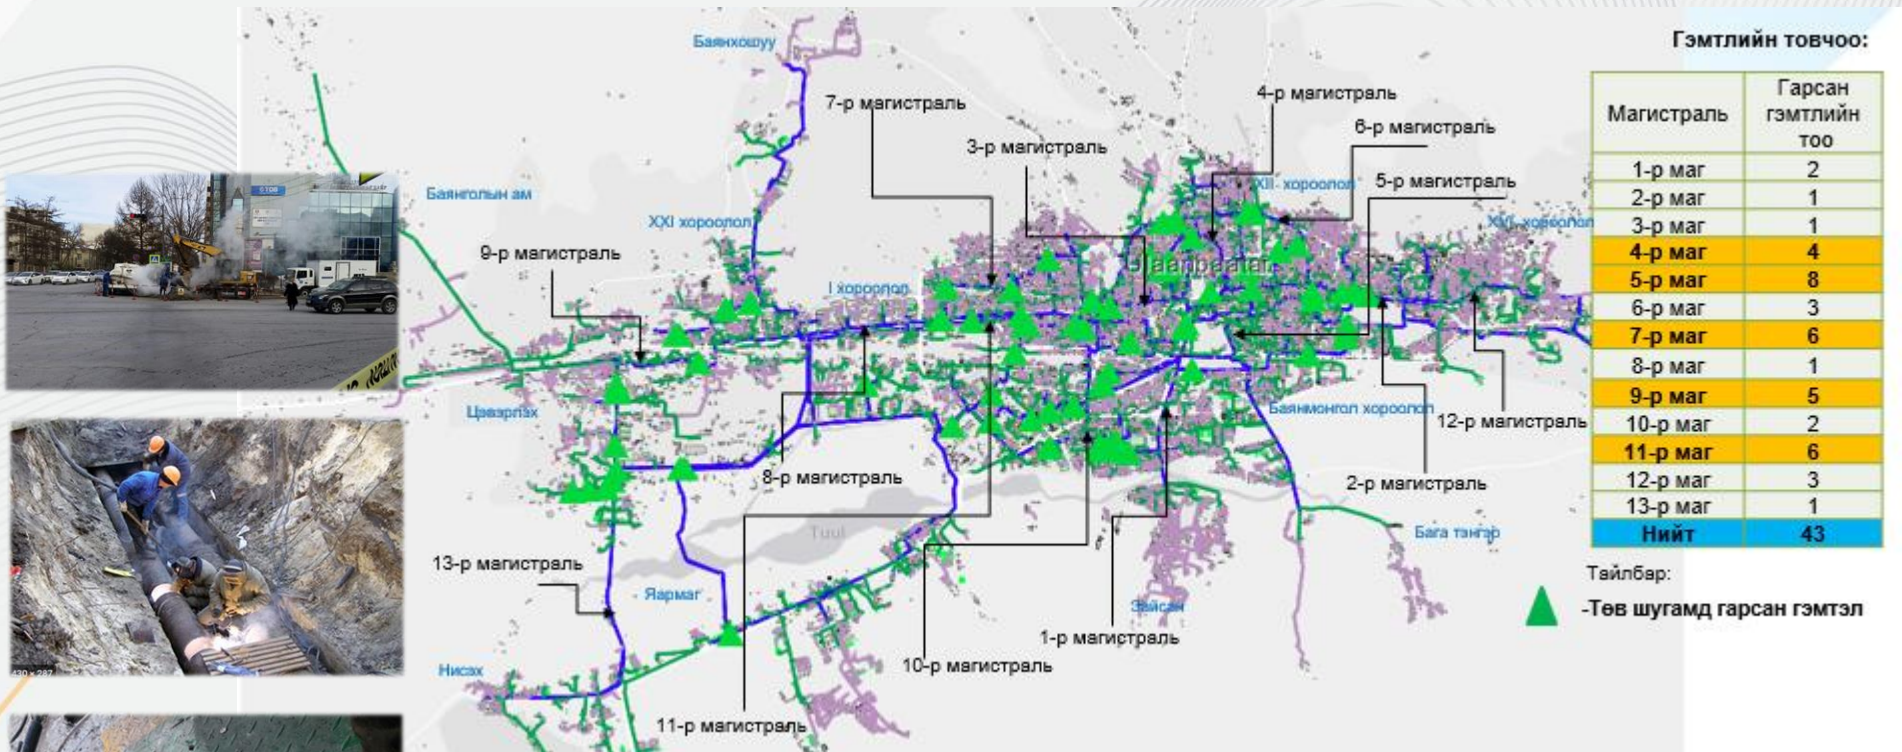 Гэмтлийн товчоо:
Магистраль
Гарсан
гэмтлийн
тоо
1-р маг 2
2-р маг 1
3-р маг 1
4-р маг 4
5-р маг 8
6-р маг 3
7-р маг 6
8-р маг 1
9-р маг 5
10-р маг 2
11-р маг 6
12-р маг 3
13-р маг 1
Нийт 43
Тайлбар:
-Төв шугамд гарсан гэмтэл
Баянхошуу
7-р магистраль
4-р магистраль
6-р магистраль
3-р магистраль
5-р магистраль
XII хороолол
Баянголын ам
XXI хороолол
9-р магистраль
I хороолол
Цэвэрлэх
Баянмонгол хороолол
12-р магистраль
8-р магистраль
2-р магистраль
Tuul
Бага тэнгэр
13-р магистраль
Яармаг
Зайсан
1-р магистраль
10-р магистраль
Нисэх
11-р магистраль